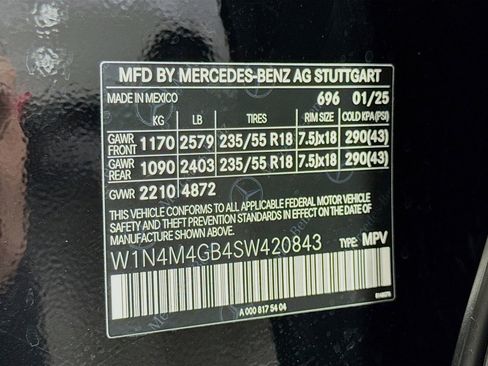 MFD BY MERCEDES-BENZ AG STUTTGART
MADE IN MEXICO 696 01/25
KG LB TIRES RIM SIZE COLD KPA(PSI)
GAWR FRONT 1170 2579 235/55 R18 7.5Jx18 290(43)
GAWR REAR 1090 2403 235/55 R18 7.5Jx18 290(43)
GVWR 2210 4872
THIS VEHICLE CONFORMS TO ALL APPLICABLE FEDERAL MOTOR VEHICLE
SAFETY AND THEFT PREVENTION STANDARDS IN EFFECT ON THE DATE OF
MANUFACTURE SHOWN ABOVE.
W1N4M4GB4SW420843 TYPE: MPV
A 000 817 54 04